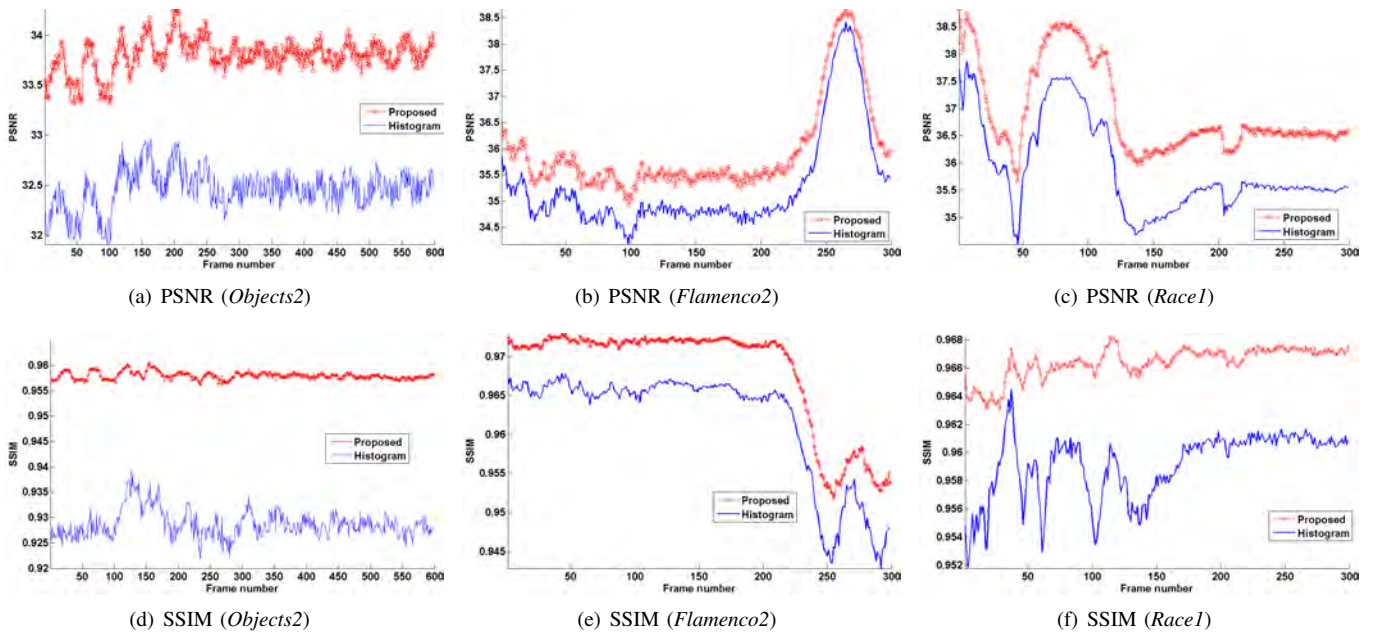 34
33.5
33
32.5
32
PSNR
Proposed
Histogram
50 100 150 200 250 300 350 400 450 500 550 600
Frame number
(a) PSNR (Objects2)
38.5
38
37.5
37
36.5
36
35.5
35
34.5
PSNR
Proposed
Histogram
50 100 150 200 250 300
Frame number
(b) PSNR (Flamenco2)
38.5
38
37.5
37
36.5
36
35.5
35
PSNR
Proposed
Histogram
50 100 150 200 250 300
Frame number
(c) PSNR (Race1)
0.96
0.955
0.95
0.945
0.94
0.935
0.93
0.925
0.92
SSIM
Proposed
Histogram
50 100 150 200 250 300 350 400 450 500 550 600
Frame number
(d) SSIM (Objects2)
0.97
0.965
0.96
0.955
0.95
0.945
SSIM
Proposed
Histogram
50 100 150 200 250 300
Frame number
(e) SSIM (Flamenco2)
0.968
0.966
0.964
0.962
0.96
0.958
0.956
0.954
0.952
SSIM
Proposed
Histogram
50 100 150 200 250 300
Frame number
(f) SSIM (Race1)